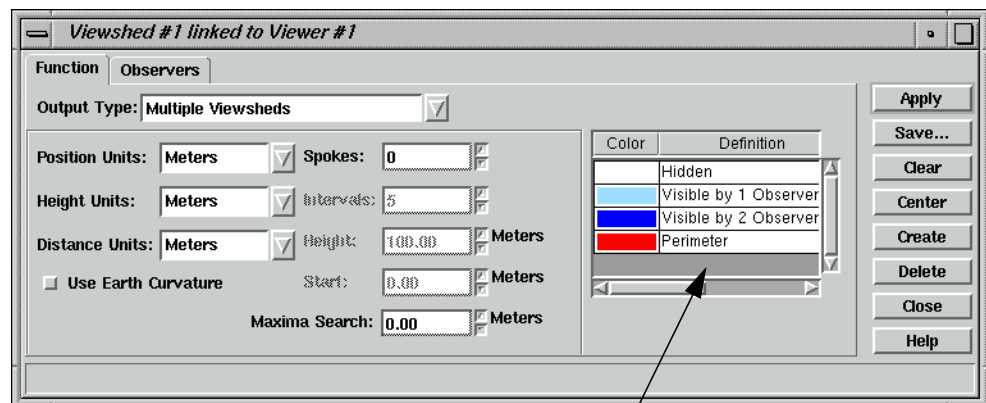 Viewshed #1 linked to Viewer #1
Function Observers
Output Type: Multiple Viewsheds
Position Units: Meters
Spokes: 0
Height Units: Meters
Intervals: 5
Distance Units: Meters
Height: 100.00 Meters
Use Earth Curvature
Start: 0.00 Meters
Maxima Search: 0.00 Meters
Color Definition
Hidden
Visible by 1 Observer
Visible by 2 Observer
Perimeter
Apply
Save...
Clear
Center
Create
Delete
Close
Help